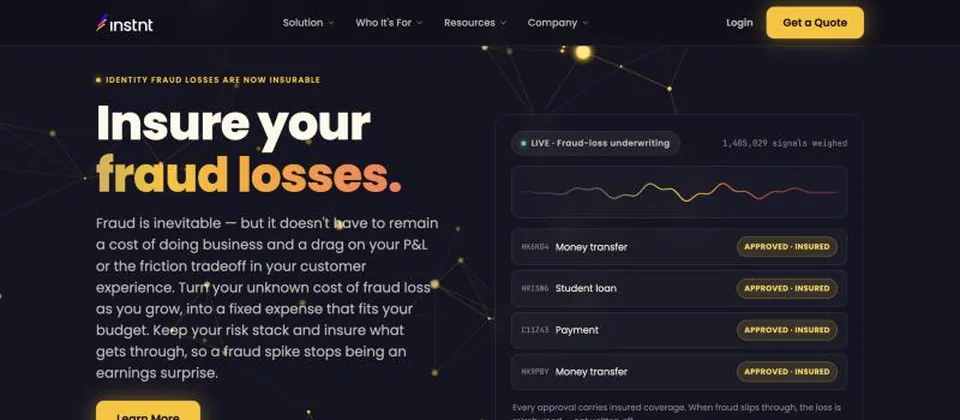 instnt
Solution
Who It's For
Resources
Company
Login
Get a Quote
IDENTITY FRAUD LOSSES ARE NOW INSURABLE
Insure your
fraud losses.
Fraud is inevitable — but it doesn't have to remain
a cost of doing business and a drag on your P&L
or the friction tradeoff in your customer
experience. Turn your unknown cost of fraud loss
as you grow, into a fixed expense that fits your
budget. Keep your risk stack and insure what
gets through, so a fraud spike stops being an
earnings surprise.
Learn More
LIVE · Fraud-loss underwriting
1,405,029 signals weighed
HK6KG4 Money transfer APPROVED · INSURED
HRISW6 Student loan APPROVED · INSURED
C11Z43 Payment APPROVED · INSURED
HK9PBY Money transfer APPROVED · INSURED
Every approval carries insured coverage. When fraud slips through, the loss is